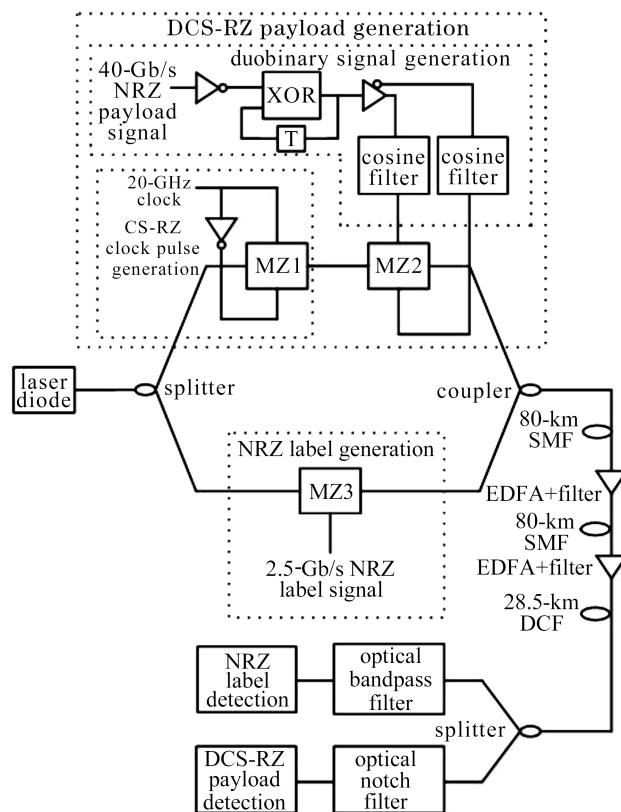 DCS-RZ payload generation
duobinary signal generation
40-Gb/s
NRZ
payload
signal
XOR
T
cosine
filter
cosine
filter
20-GHz
clock
CS-RZ
clock pulse
generation
MZ1
MZ2
laser
diode
splitter
coupler
80-km
SMF
NRZ label generation
MZ3
EDFA+filter
80-km
SMF
2.5-Gb/s NRZ
label signal
EDFA+filter
28.5-km
DCF
NRZ
label
detection
optical
bandpass
filter
splitter
DCS-RZ
payload
detection
optical
notch
filter